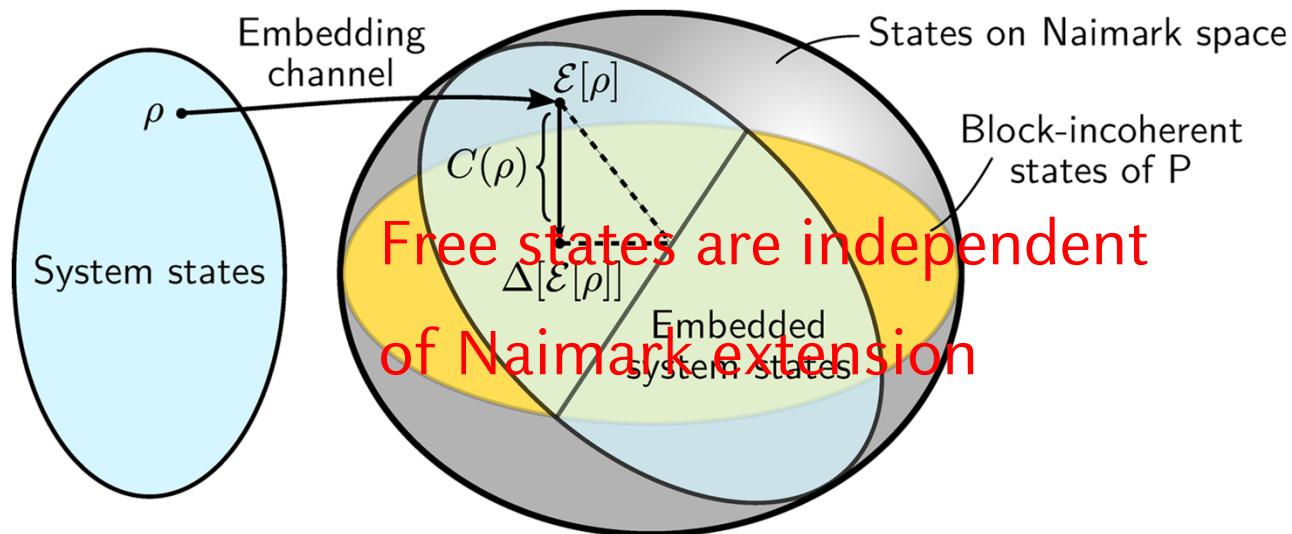 Embedding
channel
States on Naimark space
ρ
ℰ[ρ]
Block-incoherent
states of P
C(ρ)
Free states are independent
System states
Δ[ℰ[ρ]]
Embedded
of Naimark extension
system states